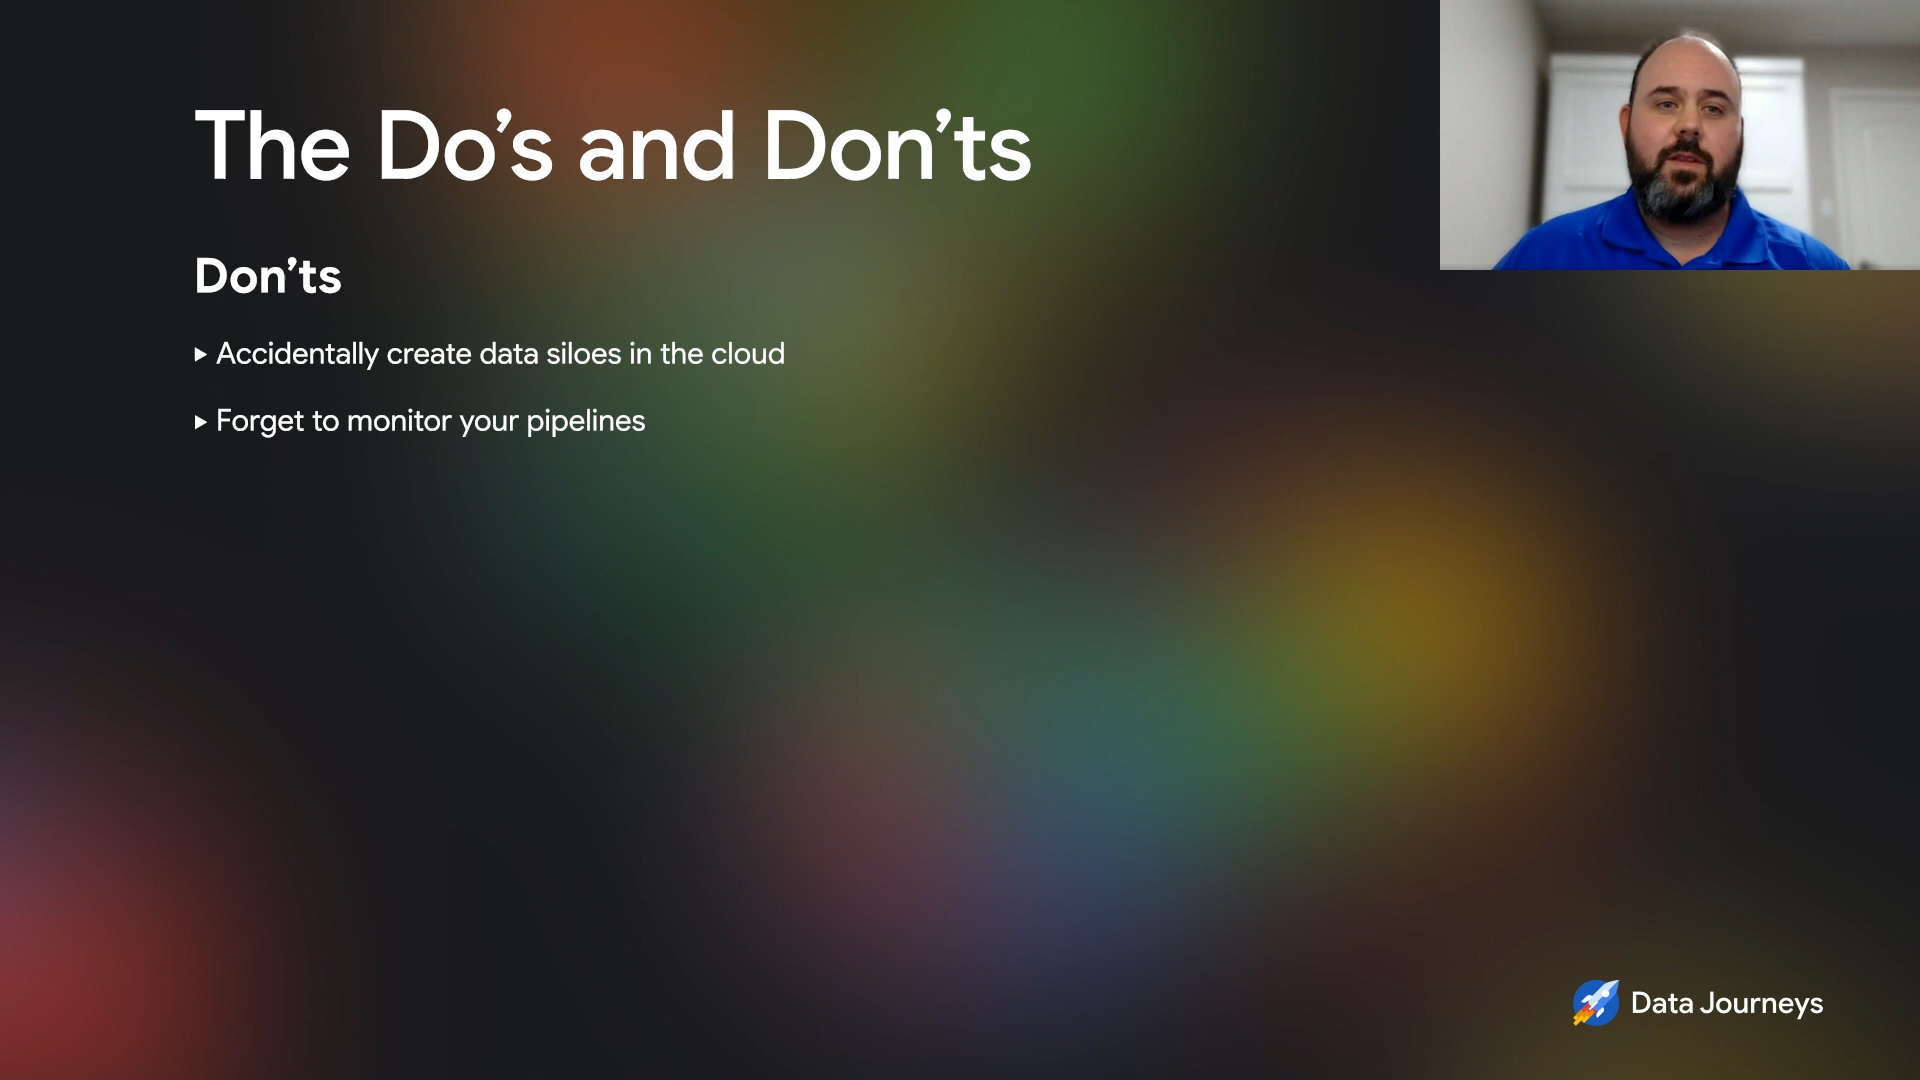 The Do’s and Don’ts
Don’ts
▸ Accidentally create data siloes in the cloud
▸ Forget to monitor your pipelines
Data Journeys